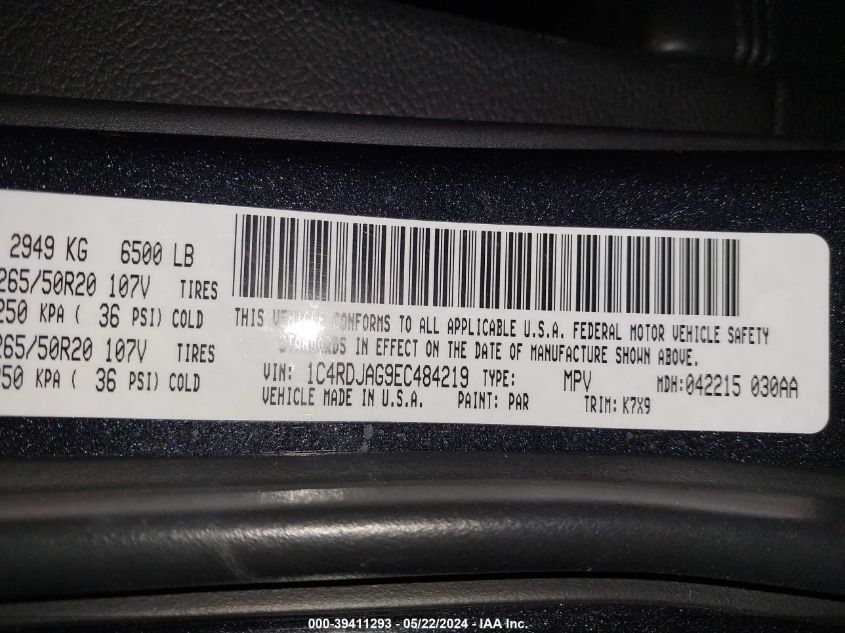 2949 KG 6500 LB
265/50R20 107V TIRES
250 KPA ( 36 PSI) COLD
265/50R20 107V TIRES
250 KPA ( 36 PSI) COLD
THIS VEHICLE CONFORMS TO ALL APPLICABLE U.S.A. FEDERAL MOTOR VEHICLE SAFETY
STANDARDS IN EFFECT ON THE DATE OF MANUFACTURE SHOWN ABOVE.
VIN: 1C4RDJAG9EC484219 TYPE: MPV MDH: 042215 030AA
VEHICLE MADE IN U.S.A. PAINT: PAR TRIM: K7X9
000-39411293 - 05/22/2024 - IAA Inc.